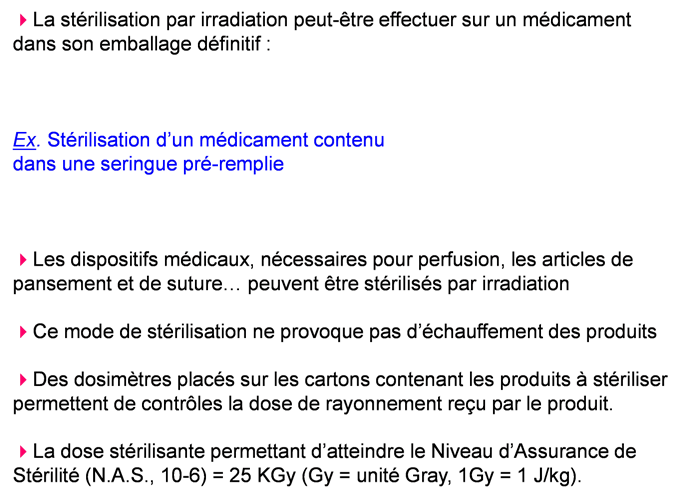 La stérilisation par irradiation peut-être effectuer sur un médicament
dans son emballage définitif :
Ex. Stérilisation d’un médicament contenu
dans une seringue pré-remplie
Les dispositifs médicaux, nécessaires pour perfusion, les articles de
pansement et de suture… peuvent être stérilisés par irradiation
Ce mode de stérilisation ne provoque pas d’échauffement des produits
Des dosimètres placés sur les cartons contenant les produits à stériliser
permettent de contrôles la dose de rayonnement reçu par le produit.
La dose stérilisante permettant d’atteindre le Niveau d’Assurance de
Stérilité (N.A.S., 10-6) = 25 KGy (Gy = unité Gray, 1Gy = 1 J/kg).